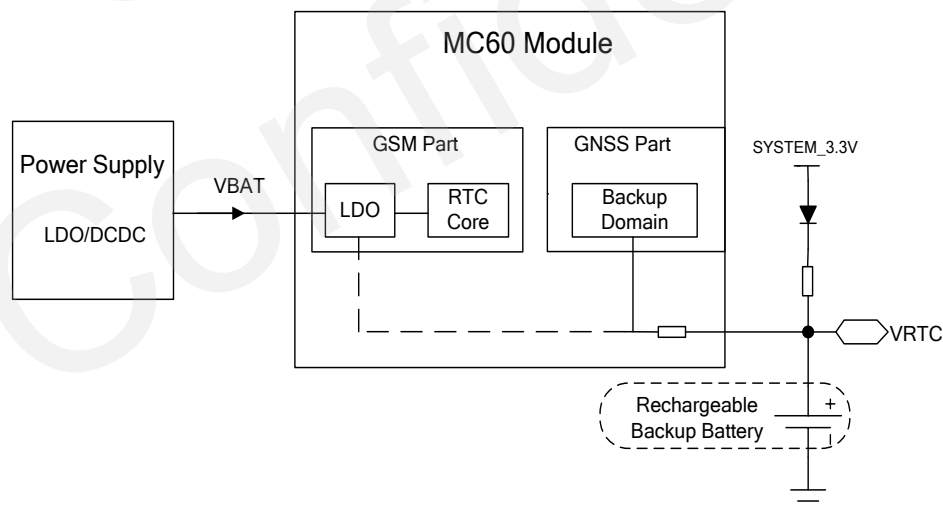 MC60 Module
GSM Part
GNSS Part
SYSTEM_3.3V
Power Supply
LDO/DCDC
VBAT
LDO
RTC
Core
Backup
Domain
VRTC
Rechargeable
Backup Battery
+
Confide